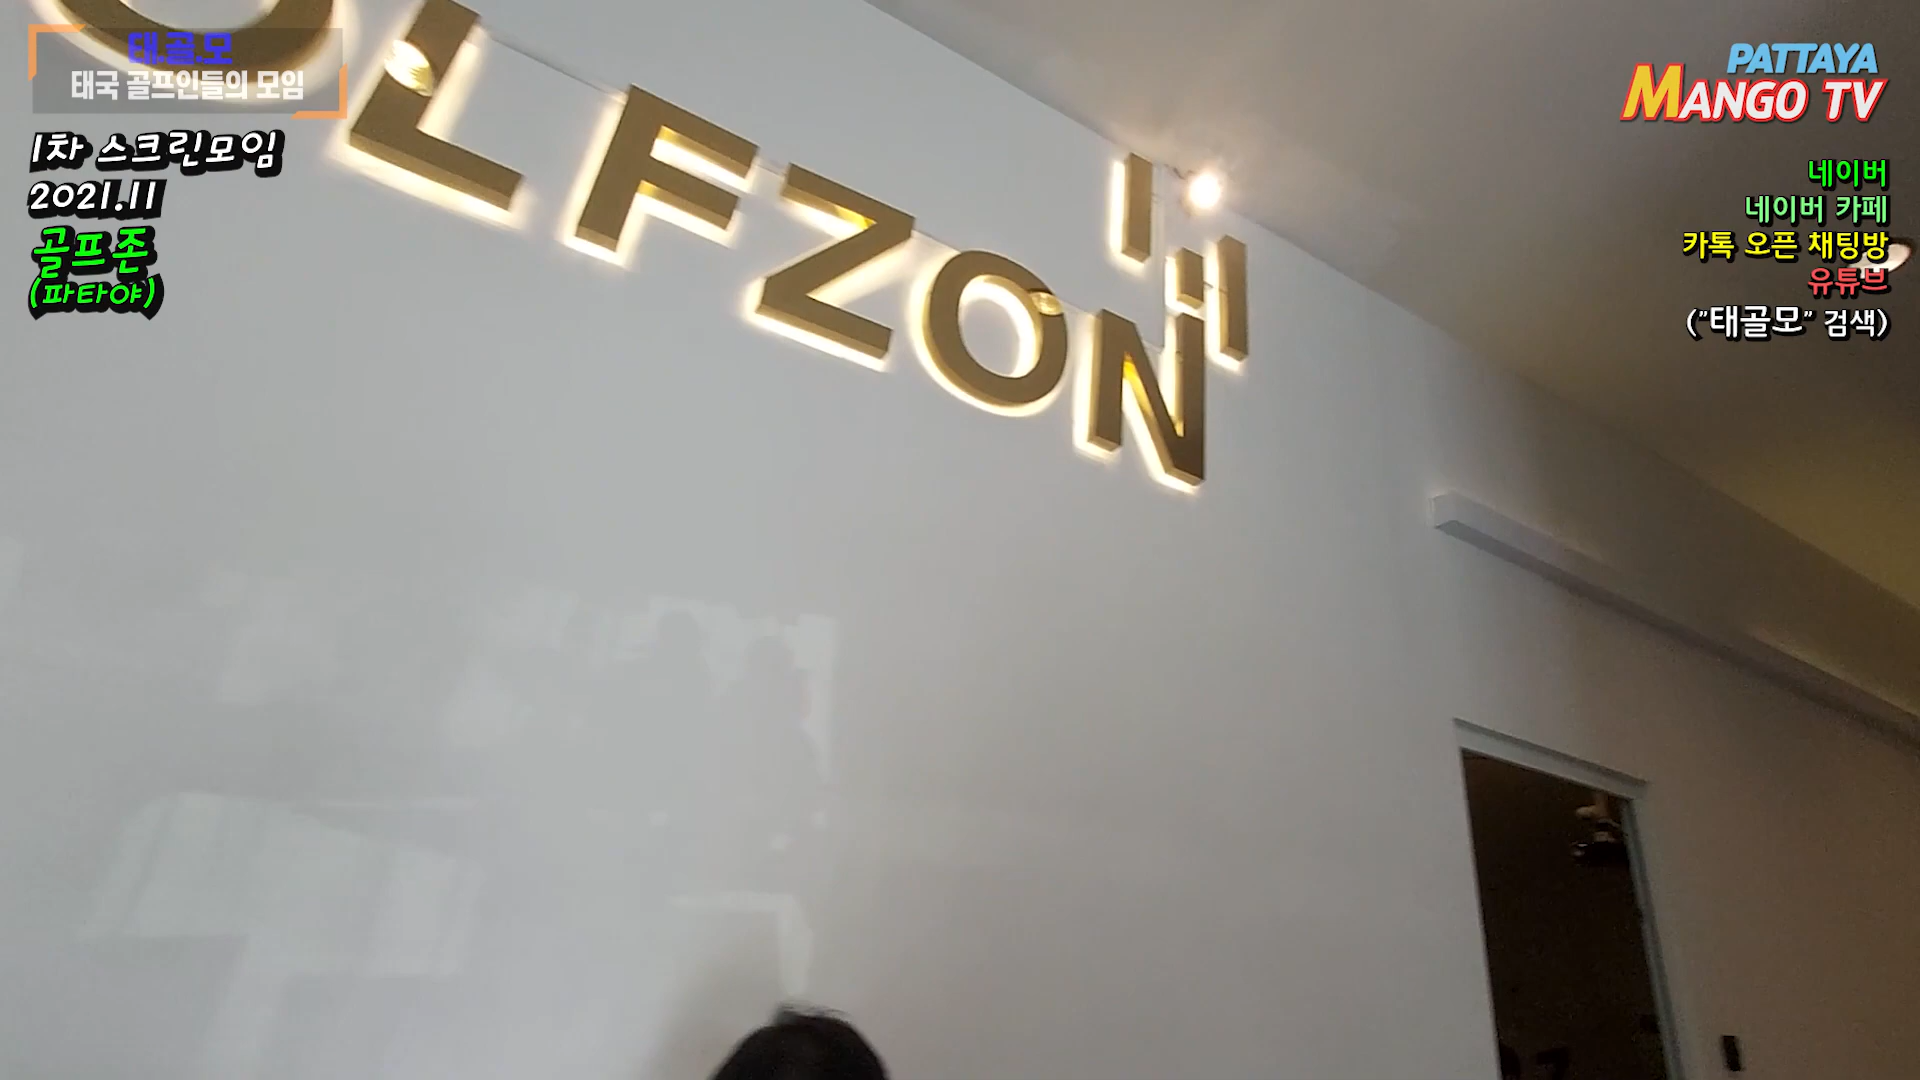 태.골.모
태국 골프인들의 모임
1차 스크린모임
2021.11
골프존
(파타야)
OLFZON
PATTAYA
MANGO TV
네이버
네이버 카페
카톡 오픈 채팅방
유튜브
("태골모" 검색)